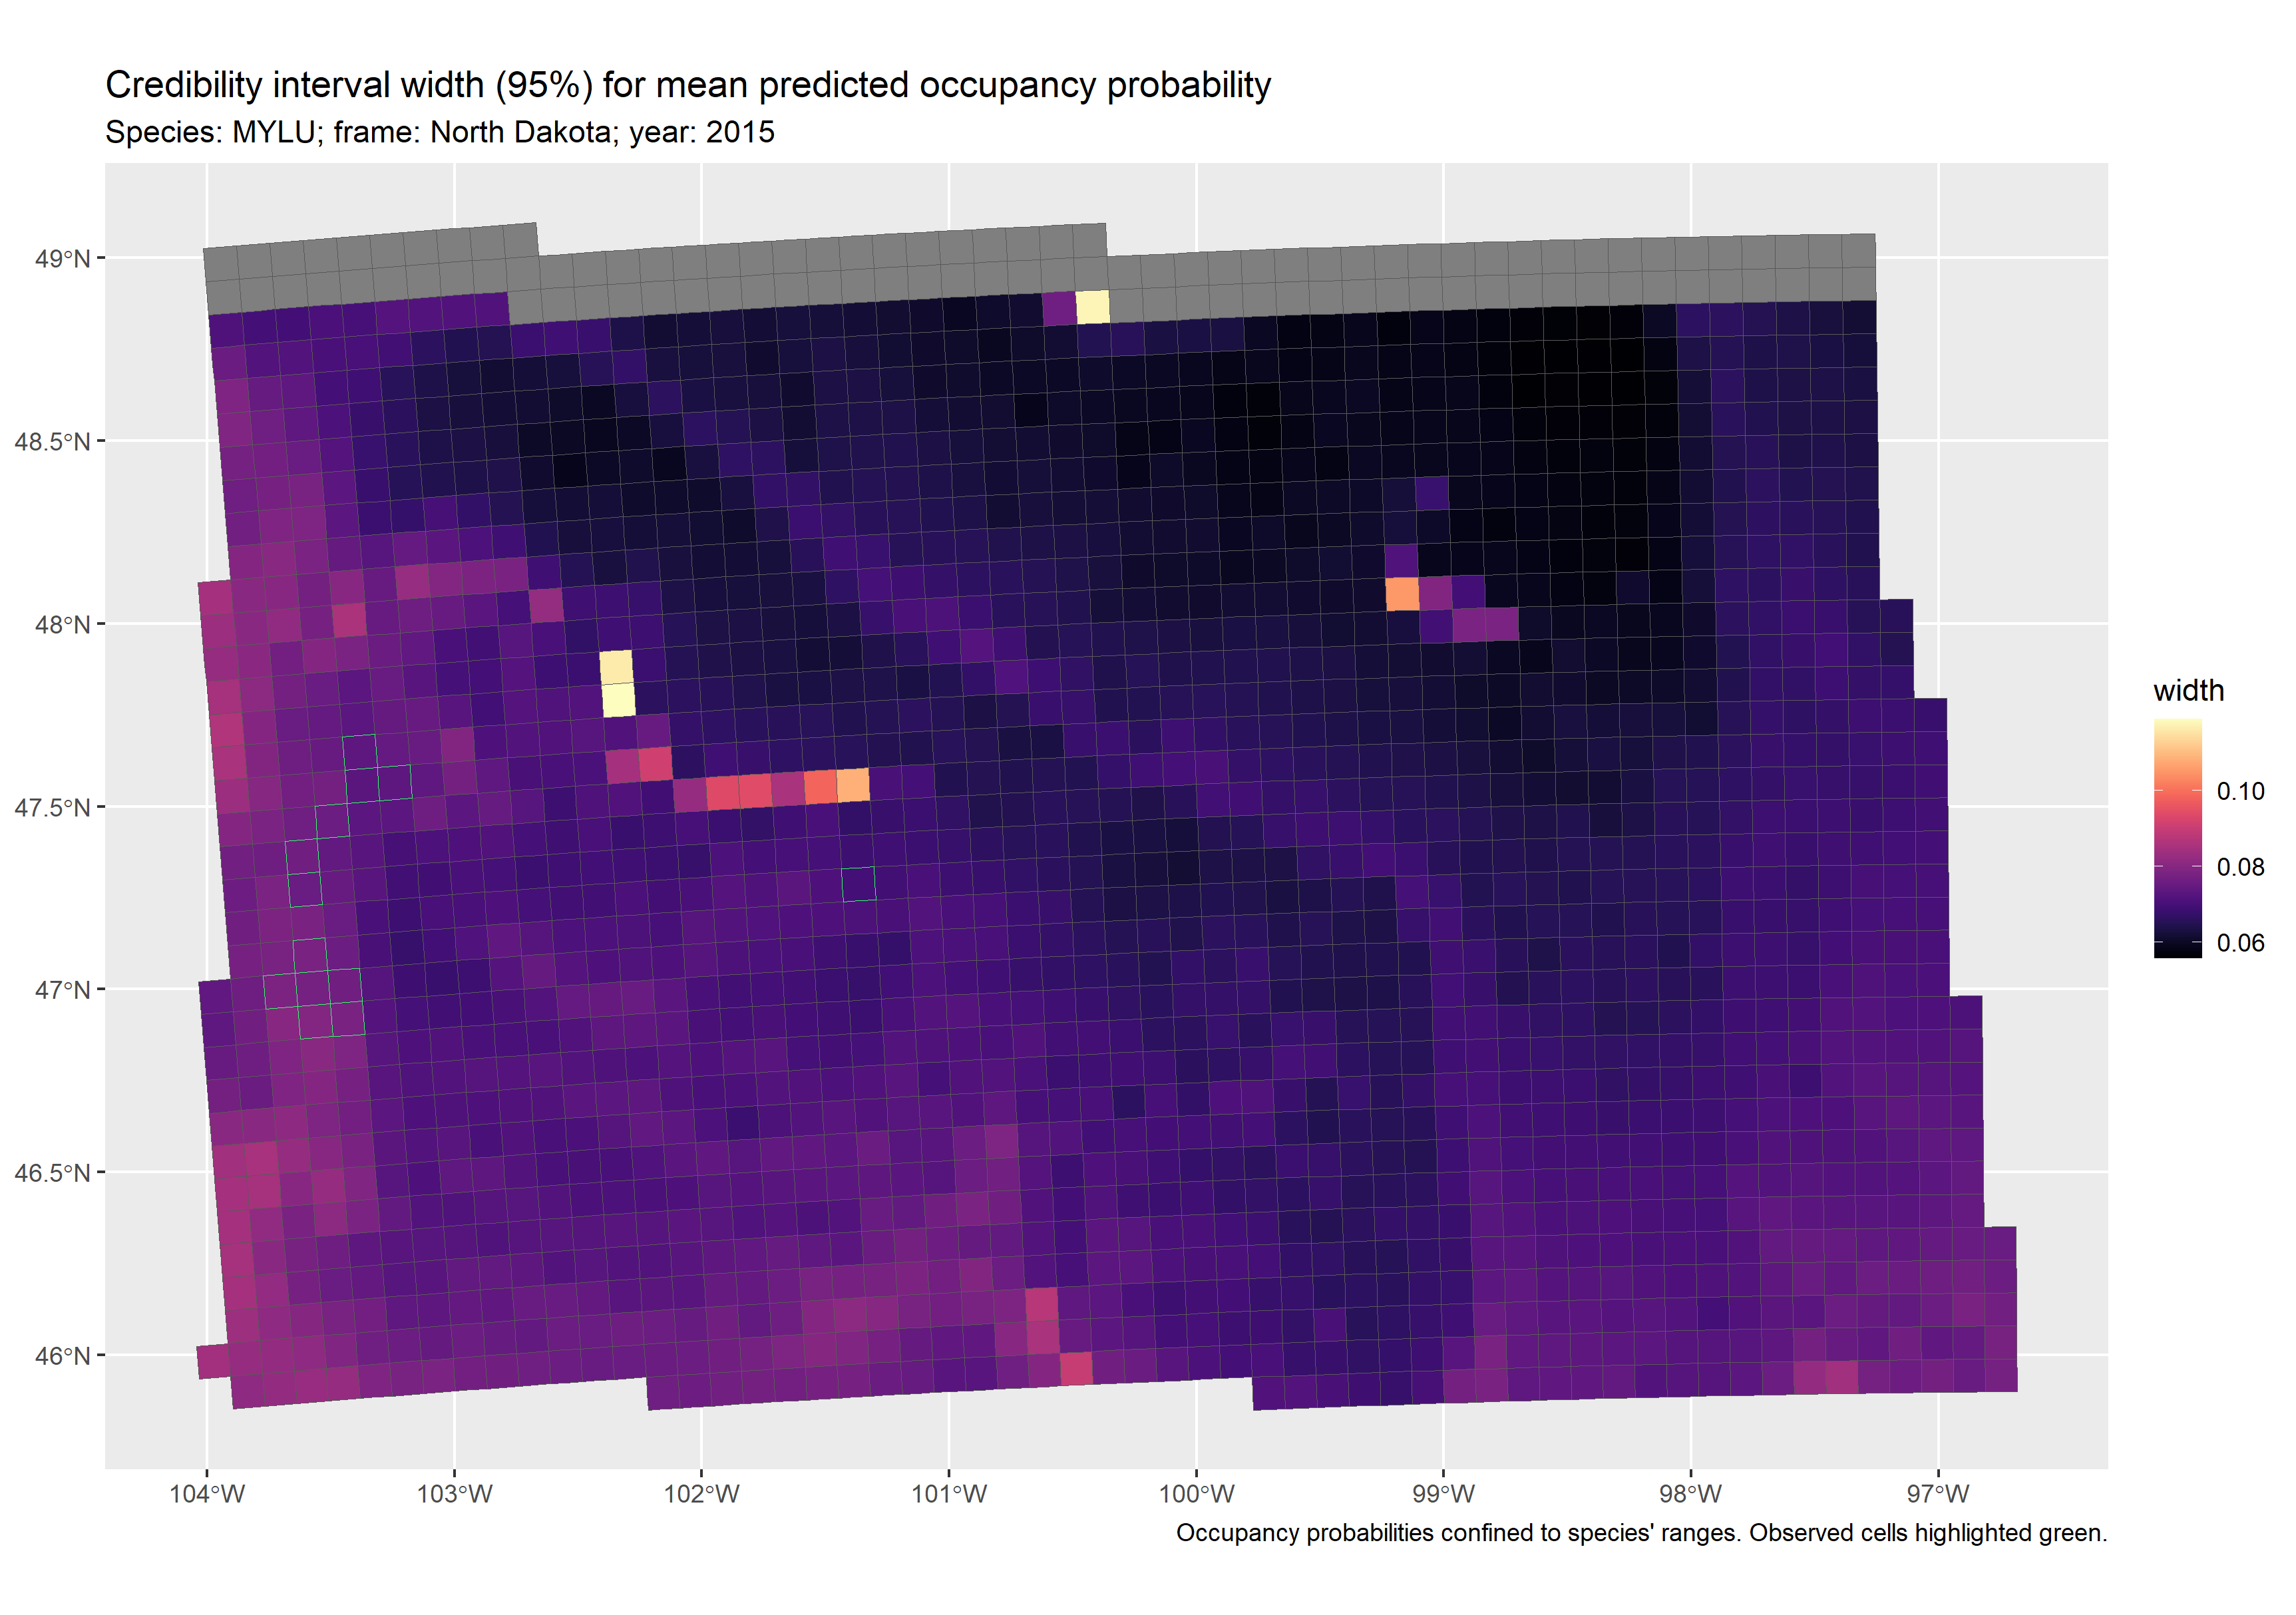 Credibility interval width (95%) for mean predicted occupancy probability
Species: MYLU; frame: North Dakota; year: 2015
49°N
48.5°N
48°N
47.5°N
47°N
46.5°N
46°N
104°W 103°W 102°W 101°W 100°W 99°W 98°W 97°W
width
0.10
0.08
0.06
Occupancy probabilities confined to species' ranges. Observed cells highlighted green.